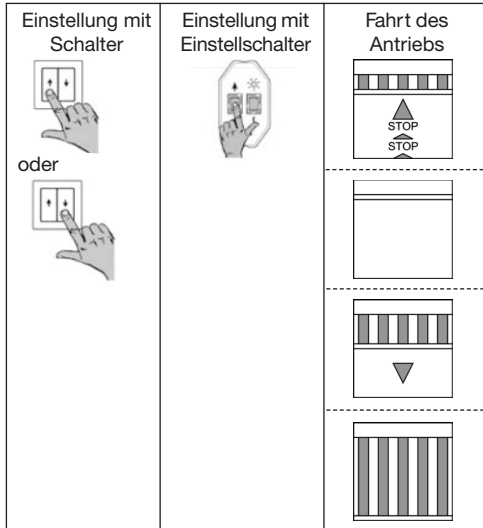 Einstellung mit
Schalter
Einstellung mit
Einstellschalter
Fahrt des
Antriebs
oder
STOP
STOP